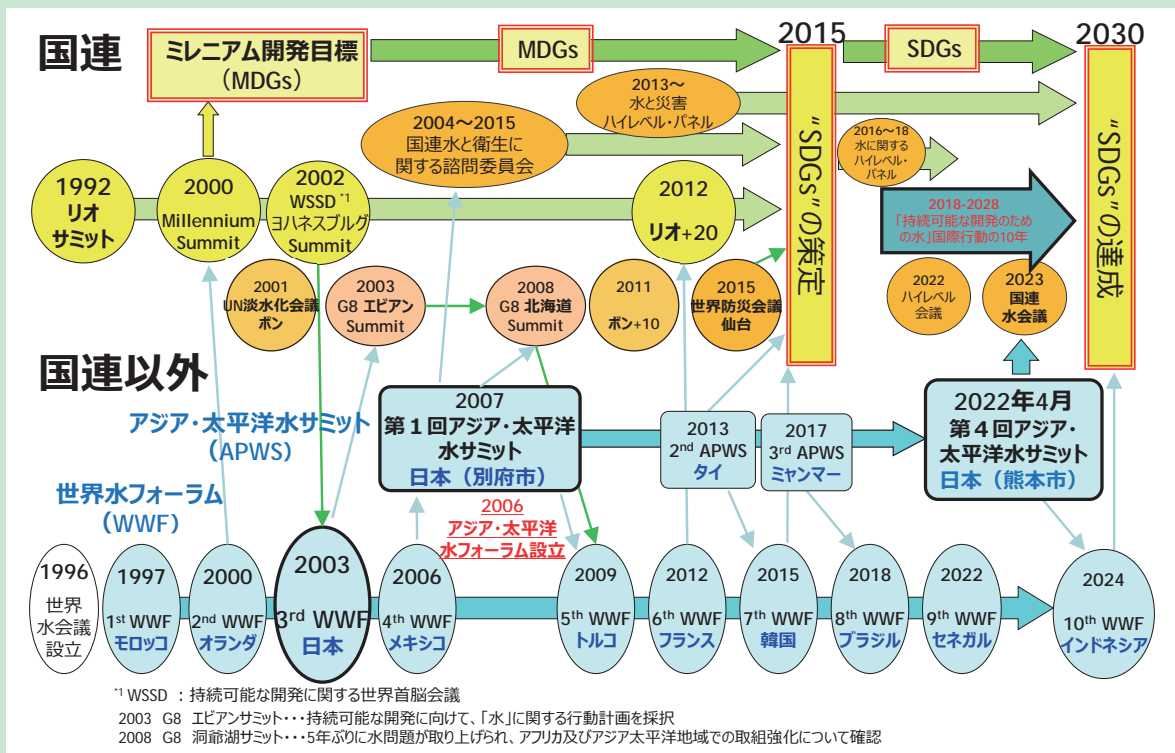 国連
ミレニアム開発目標
(MDGs)
MDGs
2015
SDGs
2030
2013~
水と災害
ハイレベル・パネル
2004~2015
国連水と衛生に
関する諮問委員会
2016~18
水に関する
ハイレベル・
パネル
1992
リオ
サミット
2000
Millennium
Summit
2002
WSSD *1
ヨハネスブルグ
Summit
2012
リオ+20
"SDGs"の策定
2018-2028
「持続可能な開発のため
の水」国際行動の10年
"SDGs"の達成
2001
UN淡水化会議
ボン
2003
G8 エビアン
Summit
2008
G8 北海道
Summit
2011
ボン+10
2015
世界防災会議
仙台
2022
ハイレベル
会議
2023
国連
水会議
国連以外
アジア・太平洋水サミット
(APWS)
2007
第1回アジア・太平洋
水サミット
日本(別府市)
2013
2nd APWS
タイ
2017
3rd APWS
ミャンマー
2022年4月
第4回アジア・
太平洋水サミット
日本(熊本市)
世界水フォーラム
(WWF)
2006
アジア・太平洋
水フォーラム設立
1996
世界
水会議
設立
1997
1st WWF
モロッコ
2000
2nd WWF
オランダ
2003
3rd WWF
日本
2006
4th WWF
メキシコ
2009
5th WWF
トルコ
2012
6th WWF
フランス
2015
7th WWF
韓国
2018
8th WWF
ブラジル
2022
9th WWF
セネガル
2024
10th WWF
インドネシア
*1 WSSD :持続可能な開発に関する世界首脳会議
2003 G8 エビアンサミット・・・持続可能な開発に向けて、「水」に関する行動計画を採択
2008 G8 洞爺湖サミット・・・5年ぶりに水問題が取り上げられ、アフリカ及びアジア太平洋地域での取組強化について確認